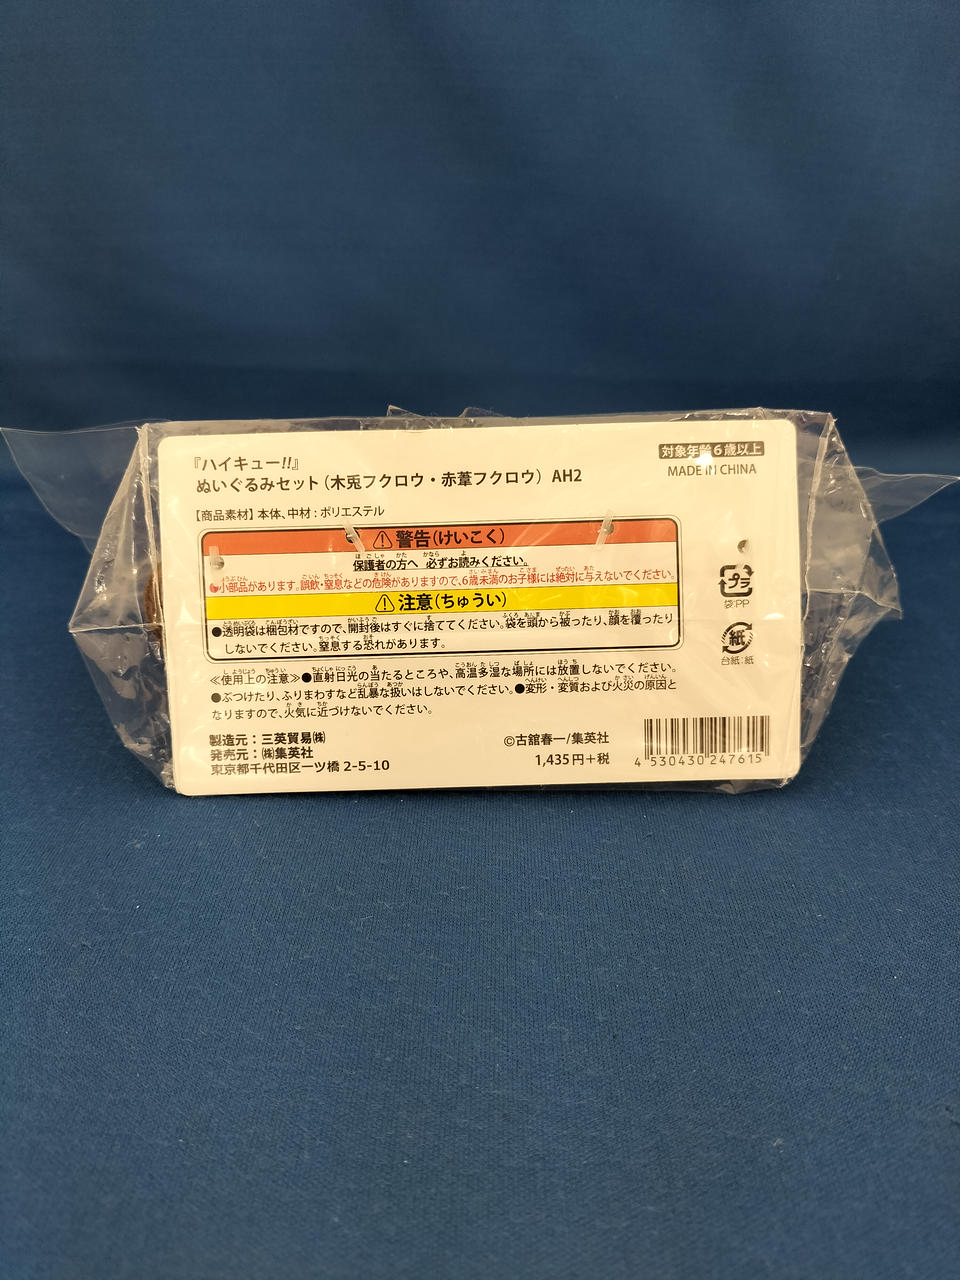 『ハイキュー!!』
ぬいぐるみセット（木兎フクロウ・赤葦フクロウ） AH2
対象年齢6歳以上
MADE IN CHINA
【商品素材】本体、中材：ポリエステル
警告(けいこく)
保護者の方へ 必ずお読みください。
●小部品があります。誤飲・窒息などの危険がありますので、6歳未満のお子様には絶対に与えないでください。
注意(ちゅうい)
●透明袋は梱包材ですので、開封後はすぐに捨ててください。袋を頭から被ったり、顔を覆ったり
しないでください。窒息する恐れがあります。
プラ
袋:PP
紙
台紙:紙
≪使用上の注意≫●直射日光の当たるところや、高温多湿な場所には放置しないでください。
●ぶつけたり、ふりまわすなど乱暴な扱いはしないでください。●変形・変質および火災の原因と
なりますので、火気に近づけないでください。
製造元：三英貿易㈱
発売元：㈱集英社
東京都千代田区一ツ橋 2-5-10
©古舘春一/集英社
1,435円＋税
4 530430 247615